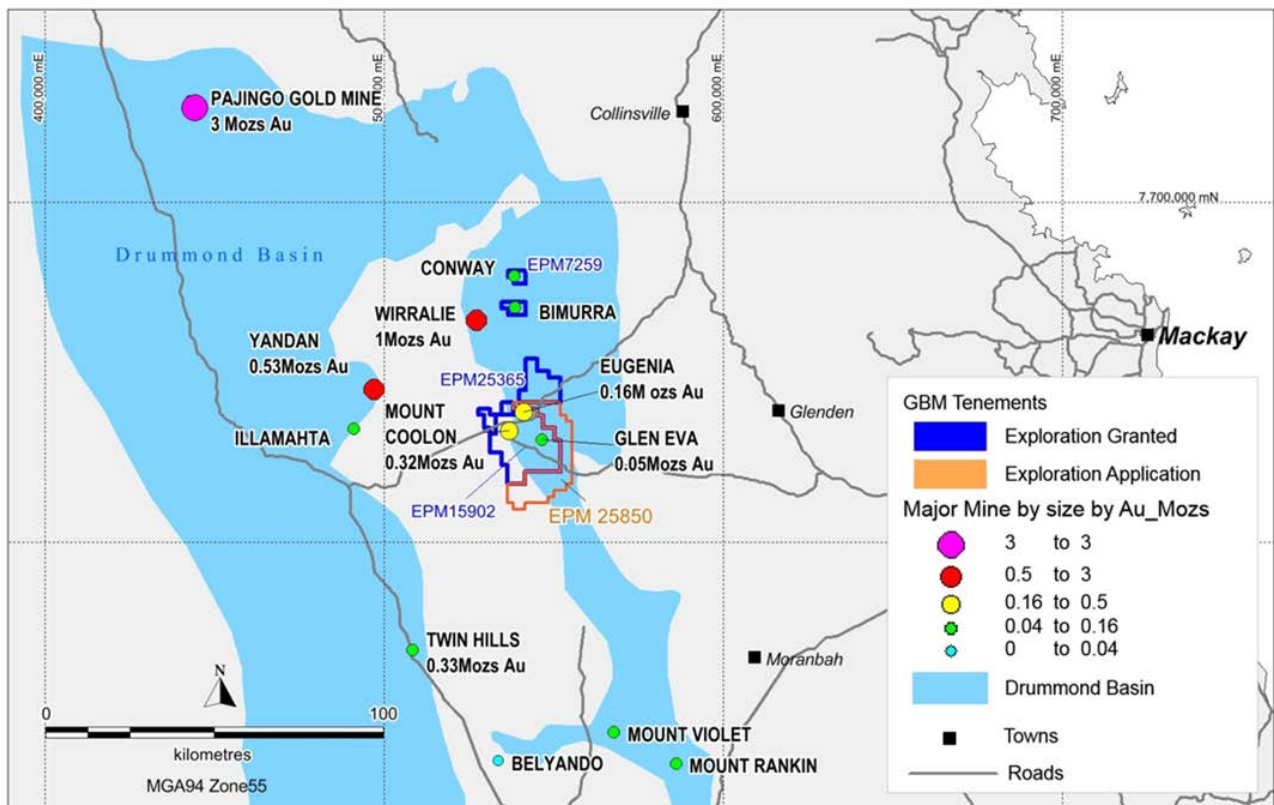 400,000 mE
500,000 mE
600,000 mE
700,000 mE
PAJINGO GOLD MINE
3 Mozs Au
Collinsville
7,700,000 mN
Drummond Basin
CONWAY
EPM7259
BIMURRA
WIRRALIE
1Mozs Au
YANDAN
0.53Mozs Au
EPM25365
EUGENIA
0.16M ozs Au
Mackay
MOUNT
COOLON
0.32Mozs Au
ILLAMAHTA
GLEN EVA
0.05Mozs Au
Glenden
EPM15902
EPM 25850
TWIN HILLS
0.33Mozs Au
Moranbah
MOUNT VIOLET
BELYANDO
MOUNT RANKIN
N
0 100
kilometres
MGA94 Zone55
GBM Tenements
Exploration Granted
Exploration Application
Major Mine by size by Au_Mozs
3 to 3
0.5 to 3
0.16 to 0.5
0.04 to 0.16
0 to 0.04
Drummond Basin
Towns
Roads